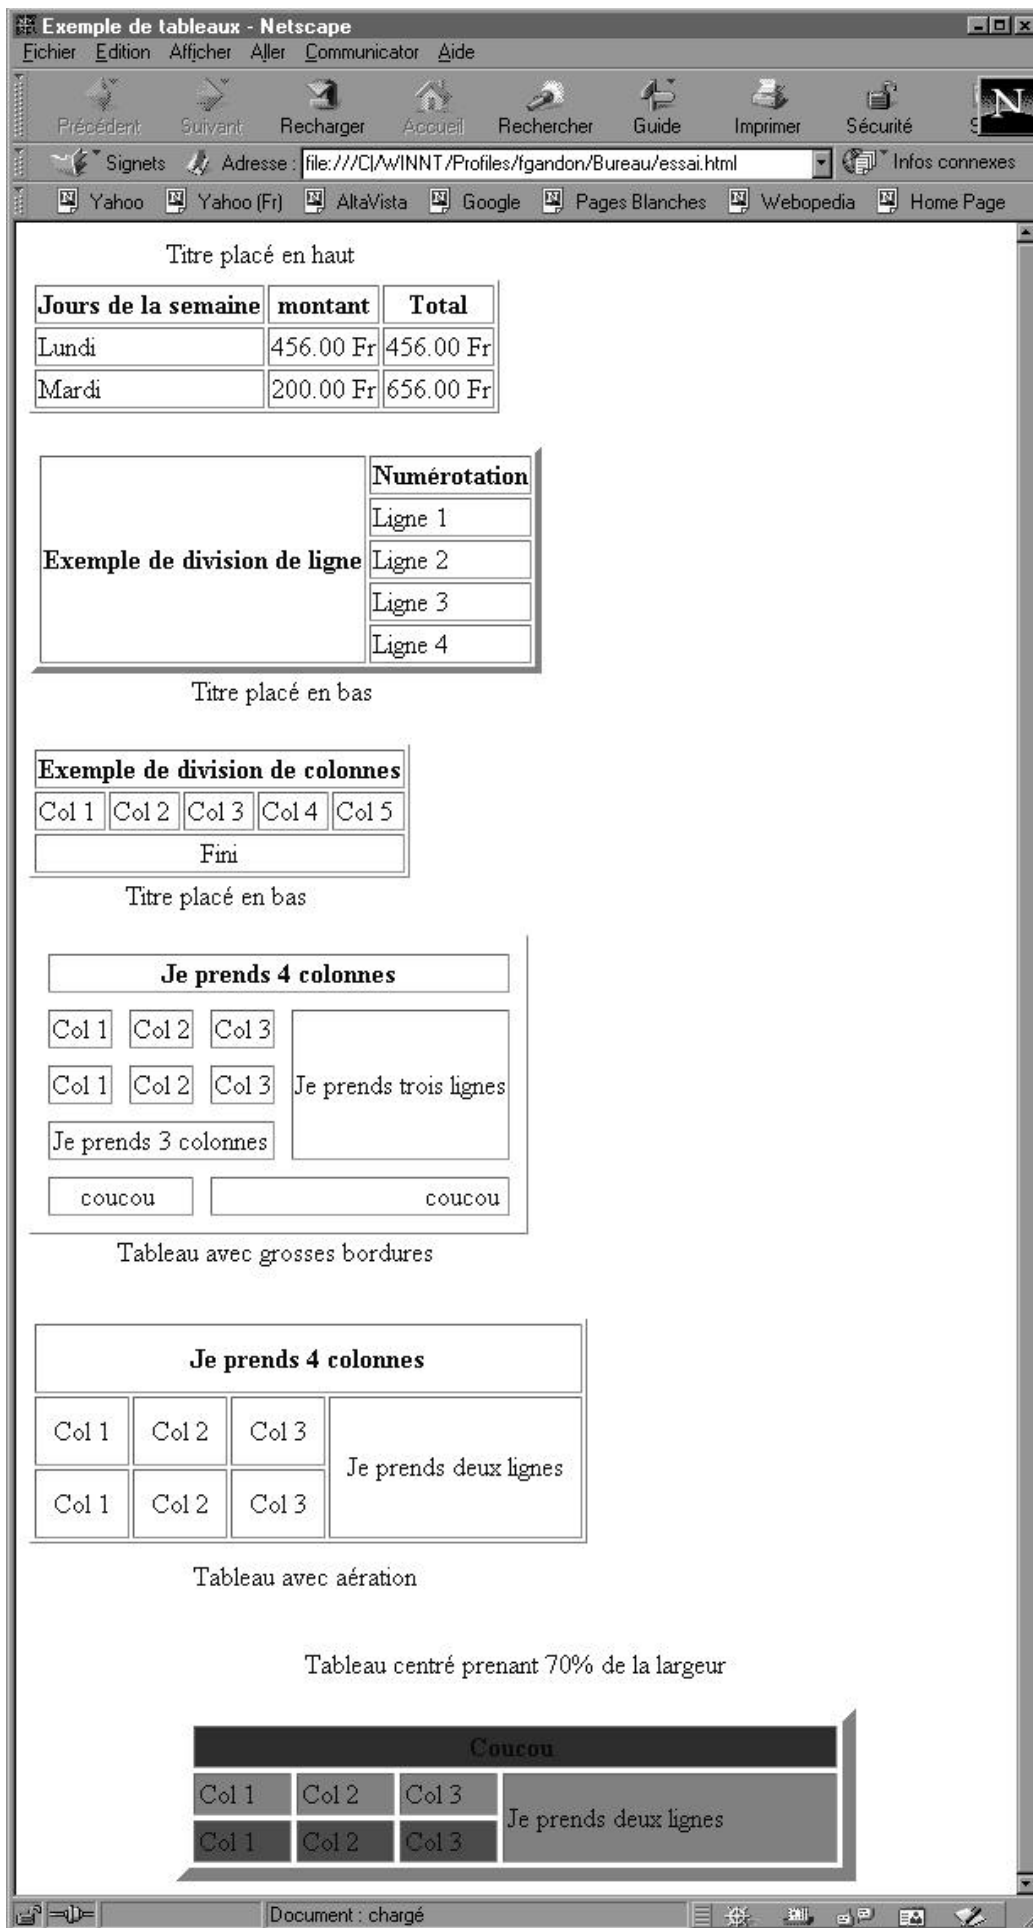 Exemple de tableaux - Netscape
Fichier Edition Afficher Aller Communicator Aide
Précédent Suivant Recharger Accueil Rechercher Guide Imprimer Sécurité S N
Signets Adresse : file:///C|/WINNT/Profiles/fgandon/Bureau/essai.html Infos connexes
Yahoo Yahoo (Fr) AltaVista Google Pages Blanches Webopedia Home Page
Titre placé en haut
Jours de la semaine montant Total
Lundi 456.00 Fr 456.00 Fr
Mardi 200.00 Fr 656.00 Fr
Numérotation
Ligne 1
Exemple de division de ligne Ligne 2
Ligne 3
Ligne 4
Titre placé en bas
Exemple de division de colonnes
Col 1 Col 2 Col 3 Col 4 Col 5
Fini
Titre placé en bas
Je prends 4 colonnes
Col 1 Col 2 Col 3
Col 1 Col 2 Col 3 Je prends trois lignes
Je prends 3 colonnes
coucou coucou
Tableau avec grosses bordures
Je prends 4 colonnes
Col 1 Col 2 Col 3
Je prends deux lignes
Col 1 Col 2 Col 3
Tableau avec aération
Tableau centré prenant 70% de la largeur
Coucou
Col 1 Col 2 Col 3
Je prends deux lignes
Col 1 Col 2 Col 3
Document : chargé